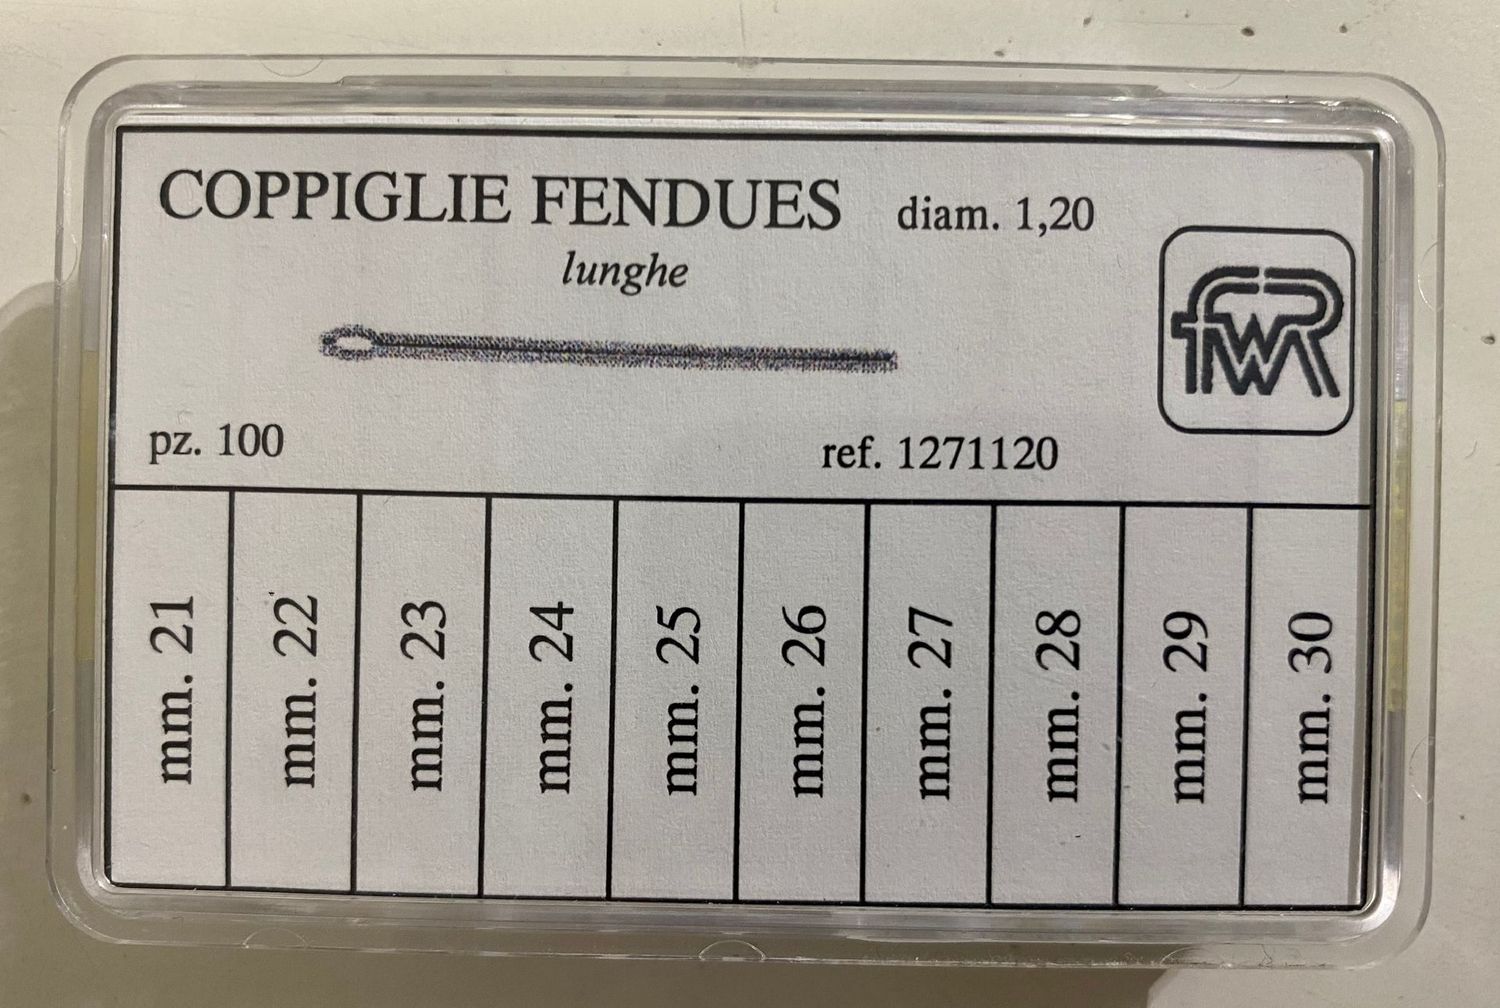 COPPIGLIE FENDUES diam. 1,20
lunghe
fWR
pz. 100 ref. 1271120
mm. 21
mm. 22
mm. 23
mm. 24
mm. 25
mm. 26
mm. 27
mm. 28
mm. 29
mm. 30